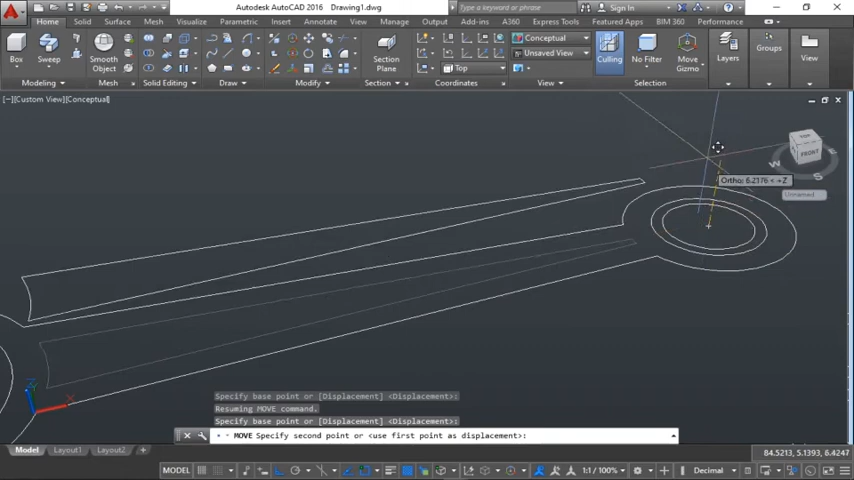 Autodesk AutoCAD 2016 Drawing1.dwg
Type a keyword or phrase
Sign In
Home Solid Surface Mesh Visualize Parametric Insert Annotate View Manage Output Add-ins A360 Express Tools Featured Apps BIM 360 Performance
Box Sweep Smooth Object Section Plane Top Conceptual Unsaved View Culling No Filter Move Gizmo Layers Groups View
Modeling Mesh Solid Editing Draw Modify Section Coordinates View Selection
[−][Custom View][Conceptual]
TOP
FRONT
W
E
S
Ortho: 6.2376 < +Z
Unnamed
X
Specify base point or [Displacement] <Displacement>:
Resuming MOVE command.
Specify base point or [Displacement] <Displacement>:
MOVE Specify second point or <use first point as displacement>:
Model Layout1 Layout2 +
84.5213, 5.1393, 6.4247
MODEL 1:1 / 100% Decimal